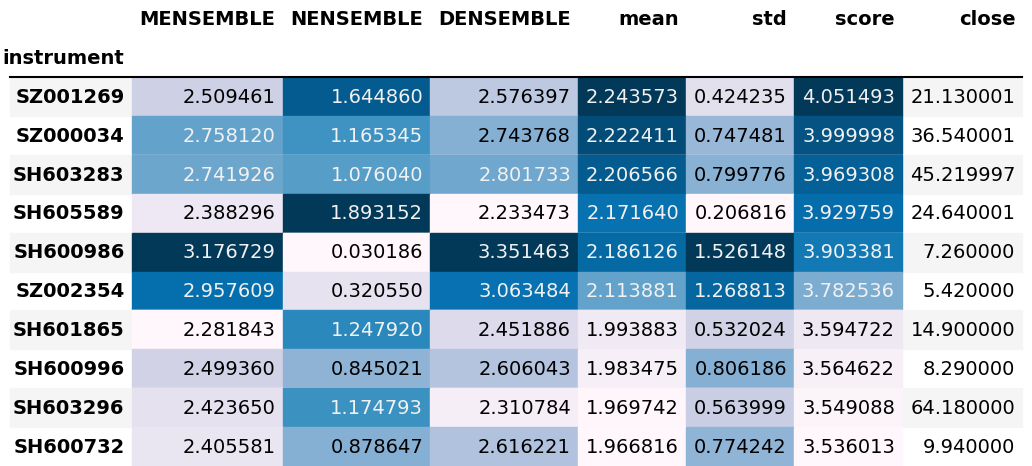 MENSEMBLE NENSEMBLE DENSEMBLE mean std score close
instrument
SZ001269 2.509461 1.644860 2.576397 2.243573 0.424235 4.051493 21.130001
SZ000034 2.758120 1.165345 2.743768 2.222411 0.747481 3.999998 36.540001
SH603283 2.741926 1.076040 2.801733 2.206566 0.799776 3.969308 45.219997
SH605589 2.388296 1.893152 2.233473 2.171640 0.206816 3.929759 24.640001
SH600986 3.176729 0.030186 3.351463 2.186126 1.526148 3.903381 7.260000
SZ002354 2.957609 0.320550 3.063484 2.113881 1.268813 3.782536 5.420000
SH601865 2.281843 1.247920 2.451886 1.993883 0.532024 3.594722 14.900000
SH600996 2.499360 0.845021 2.606043 1.983475 0.806186 3.564622 8.290000
SH603296 2.423650 1.174793 2.310784 1.969742 0.563999 3.549088 64.180000
SH600732 2.405581 0.878647 2.616221 1.966816 0.774242 3.536013 9.940000